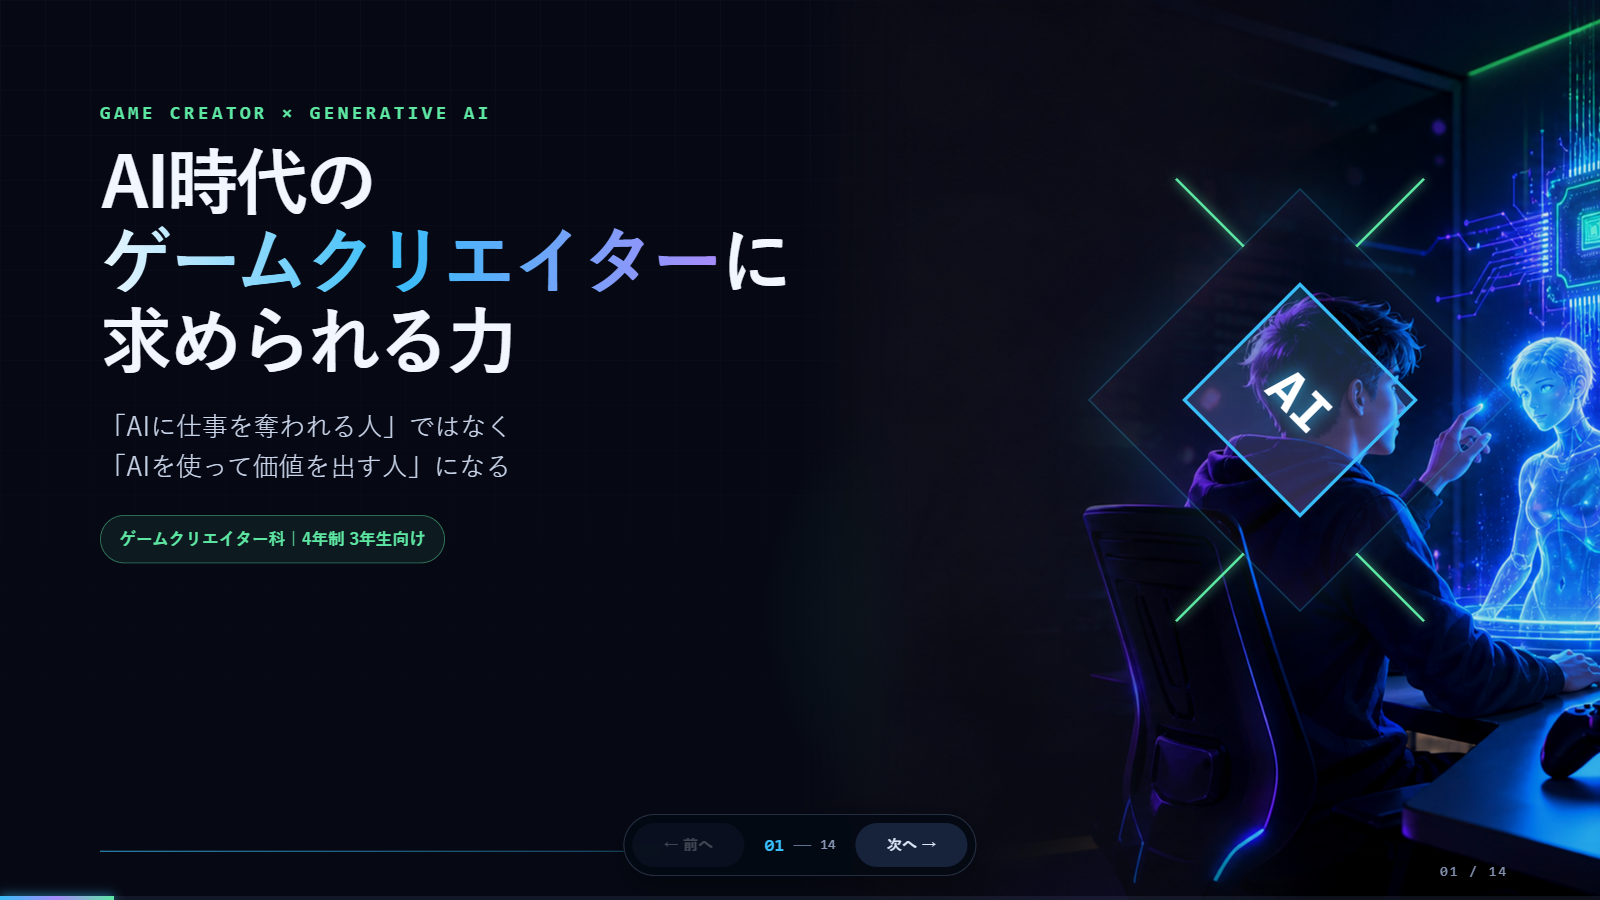 GAME CREATOR × GENERATIVE AI
AI時代の
ゲームクリエイターに
求められる力
「AIに仕事を奪われる人」ではなく
「AIを使って価値を出す人」になる
ゲームクリエイター科｜4年制 3年生向け
AI
← 前へ
01 — 14
次へ →
01 / 14